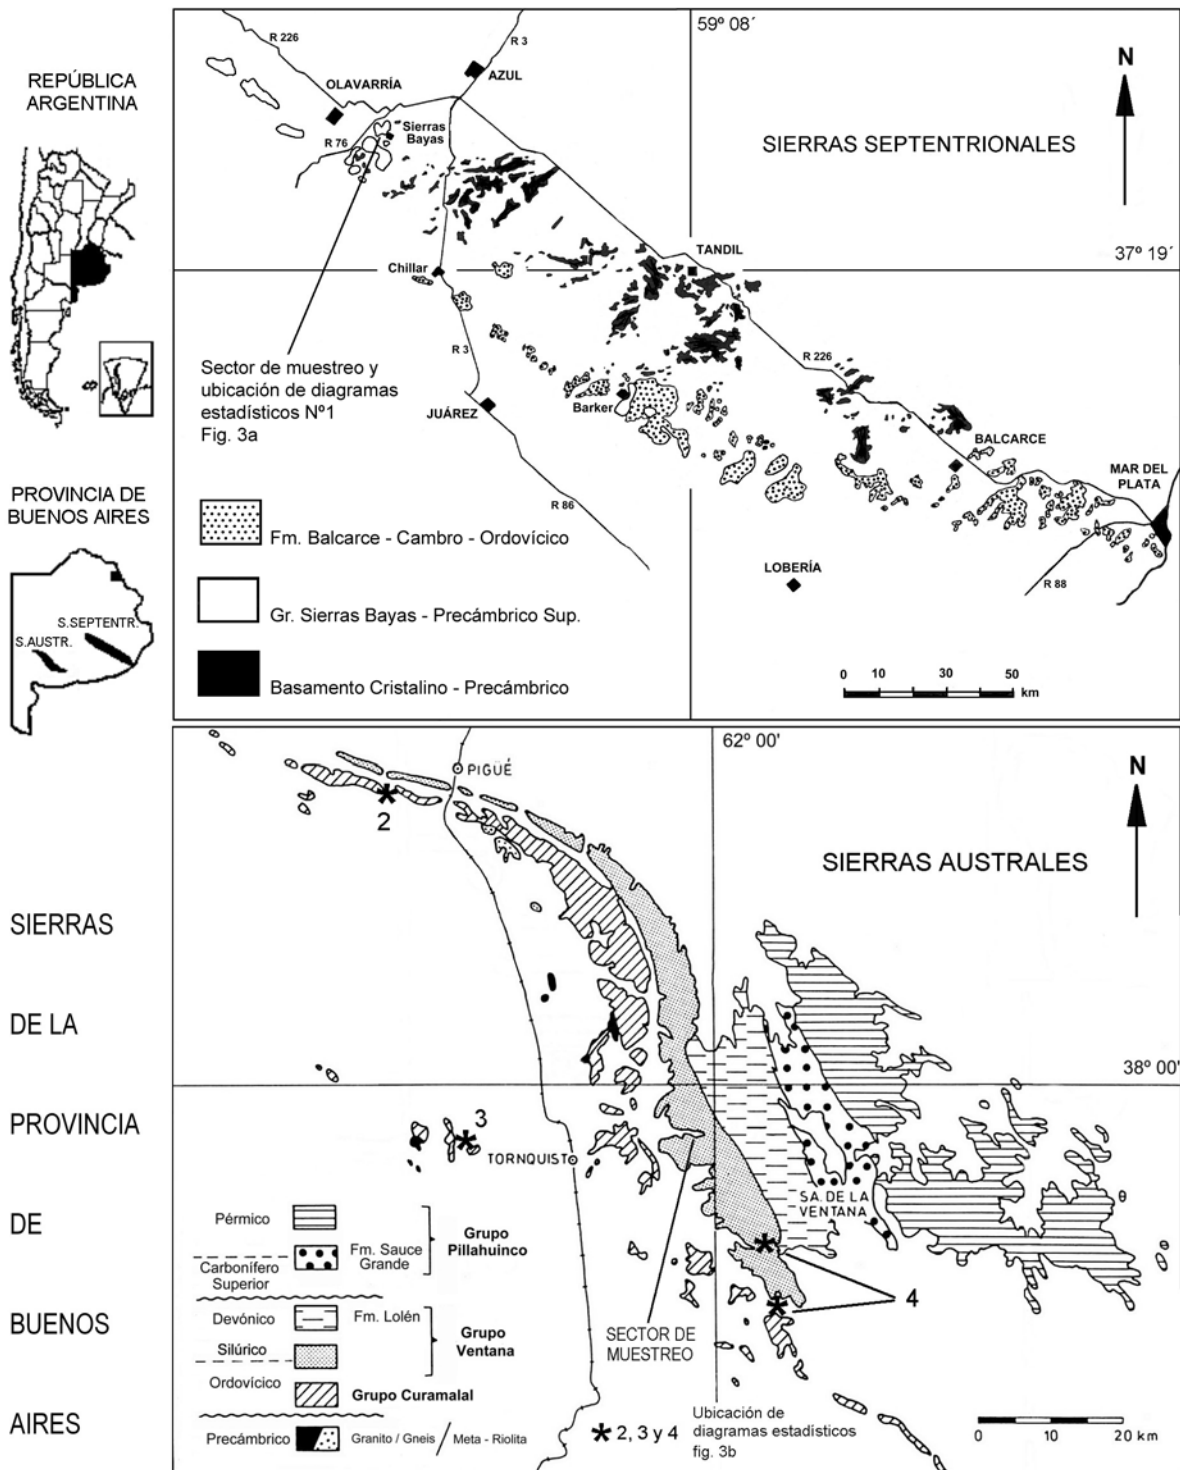 REPÚBLICA
ARGENTINA
PROVINCIA DE
BUENOS AIRES
S.SEPTENTR.
S.AUSTR.
59º 08´
R 226
R 3
OLAVARRÍA
AZUL
N
Sierras
Bayas
R 76
SIERRAS SEPTENTRIONALES
TANDIL
37º 19´
Chillar
R 3
R 226
Sector de muestreo y
ubicación de diagramas
estadísticos Nº1
Fig. 3a
JUÁREZ
Barker
BALCARCE
MAR DEL
PLATA
R 86
Fm. Balcarce - Cambro - Ordovícico
LOBERÍA
R 88
Gr. Sierras Bayas - Precámbrico Sup.
Basamento Cristalino - Precámbrico
0 10 30 50
km
SIERRAS
DE LA
PROVINCIA
DE
BUENOS
AIRES
62º 00'
PIGÜÉ
N
2
SIERRAS AUSTRALES
38º 00'
3
TORNQUIST
SA. DE LA
VENTANA
4
SECTOR DE
MUESTREO
Pérmico
Carbonífero
Superior
Fm. Sauce
Grande
Grupo
Pillahuinco
Devónico
Fm. Lolén
Silúrico
Grupo
Ventana
Ordovícico
Grupo Curamalal
Precámbrico
Granito / Gneis
Meta - Riolita
2, 3 y 4
Ubicación de
diagramas estadísticos
fig. 3b
0 10 20 km